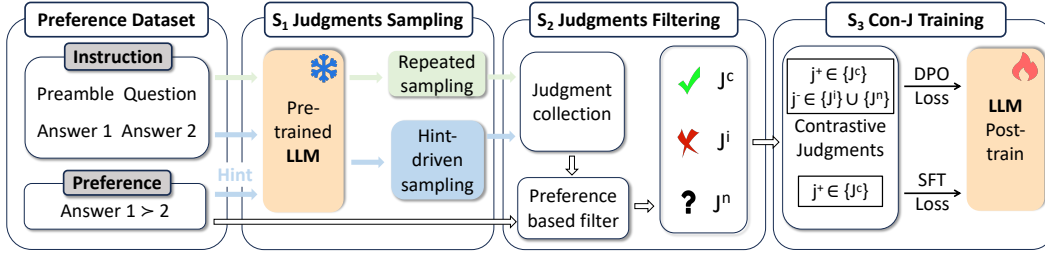 Preference Dataset
Instruction
Preamble Question
Answer 1 Answer 2
Preference
Answer 1 ≻ 2
Hint
S₁ Judgments Sampling
Pre-
trained
LLM
Repeated
sampling
Hint-
driven
sampling
S₂ Judgments Filtering
Judgment
collection
Preference
based filter
Jᶜ
Jⁱ
? Jⁿ
S₃ Con-J Training
j⁺ ∈ {Jᶜ}
j⁻ ∈ {Jⁱ} ∪ {Jⁿ}
Contrastive
Judgments
j⁺ ∈ {Jᶜ}
DPO
Loss
SFT
Loss
LLM
Post-
train